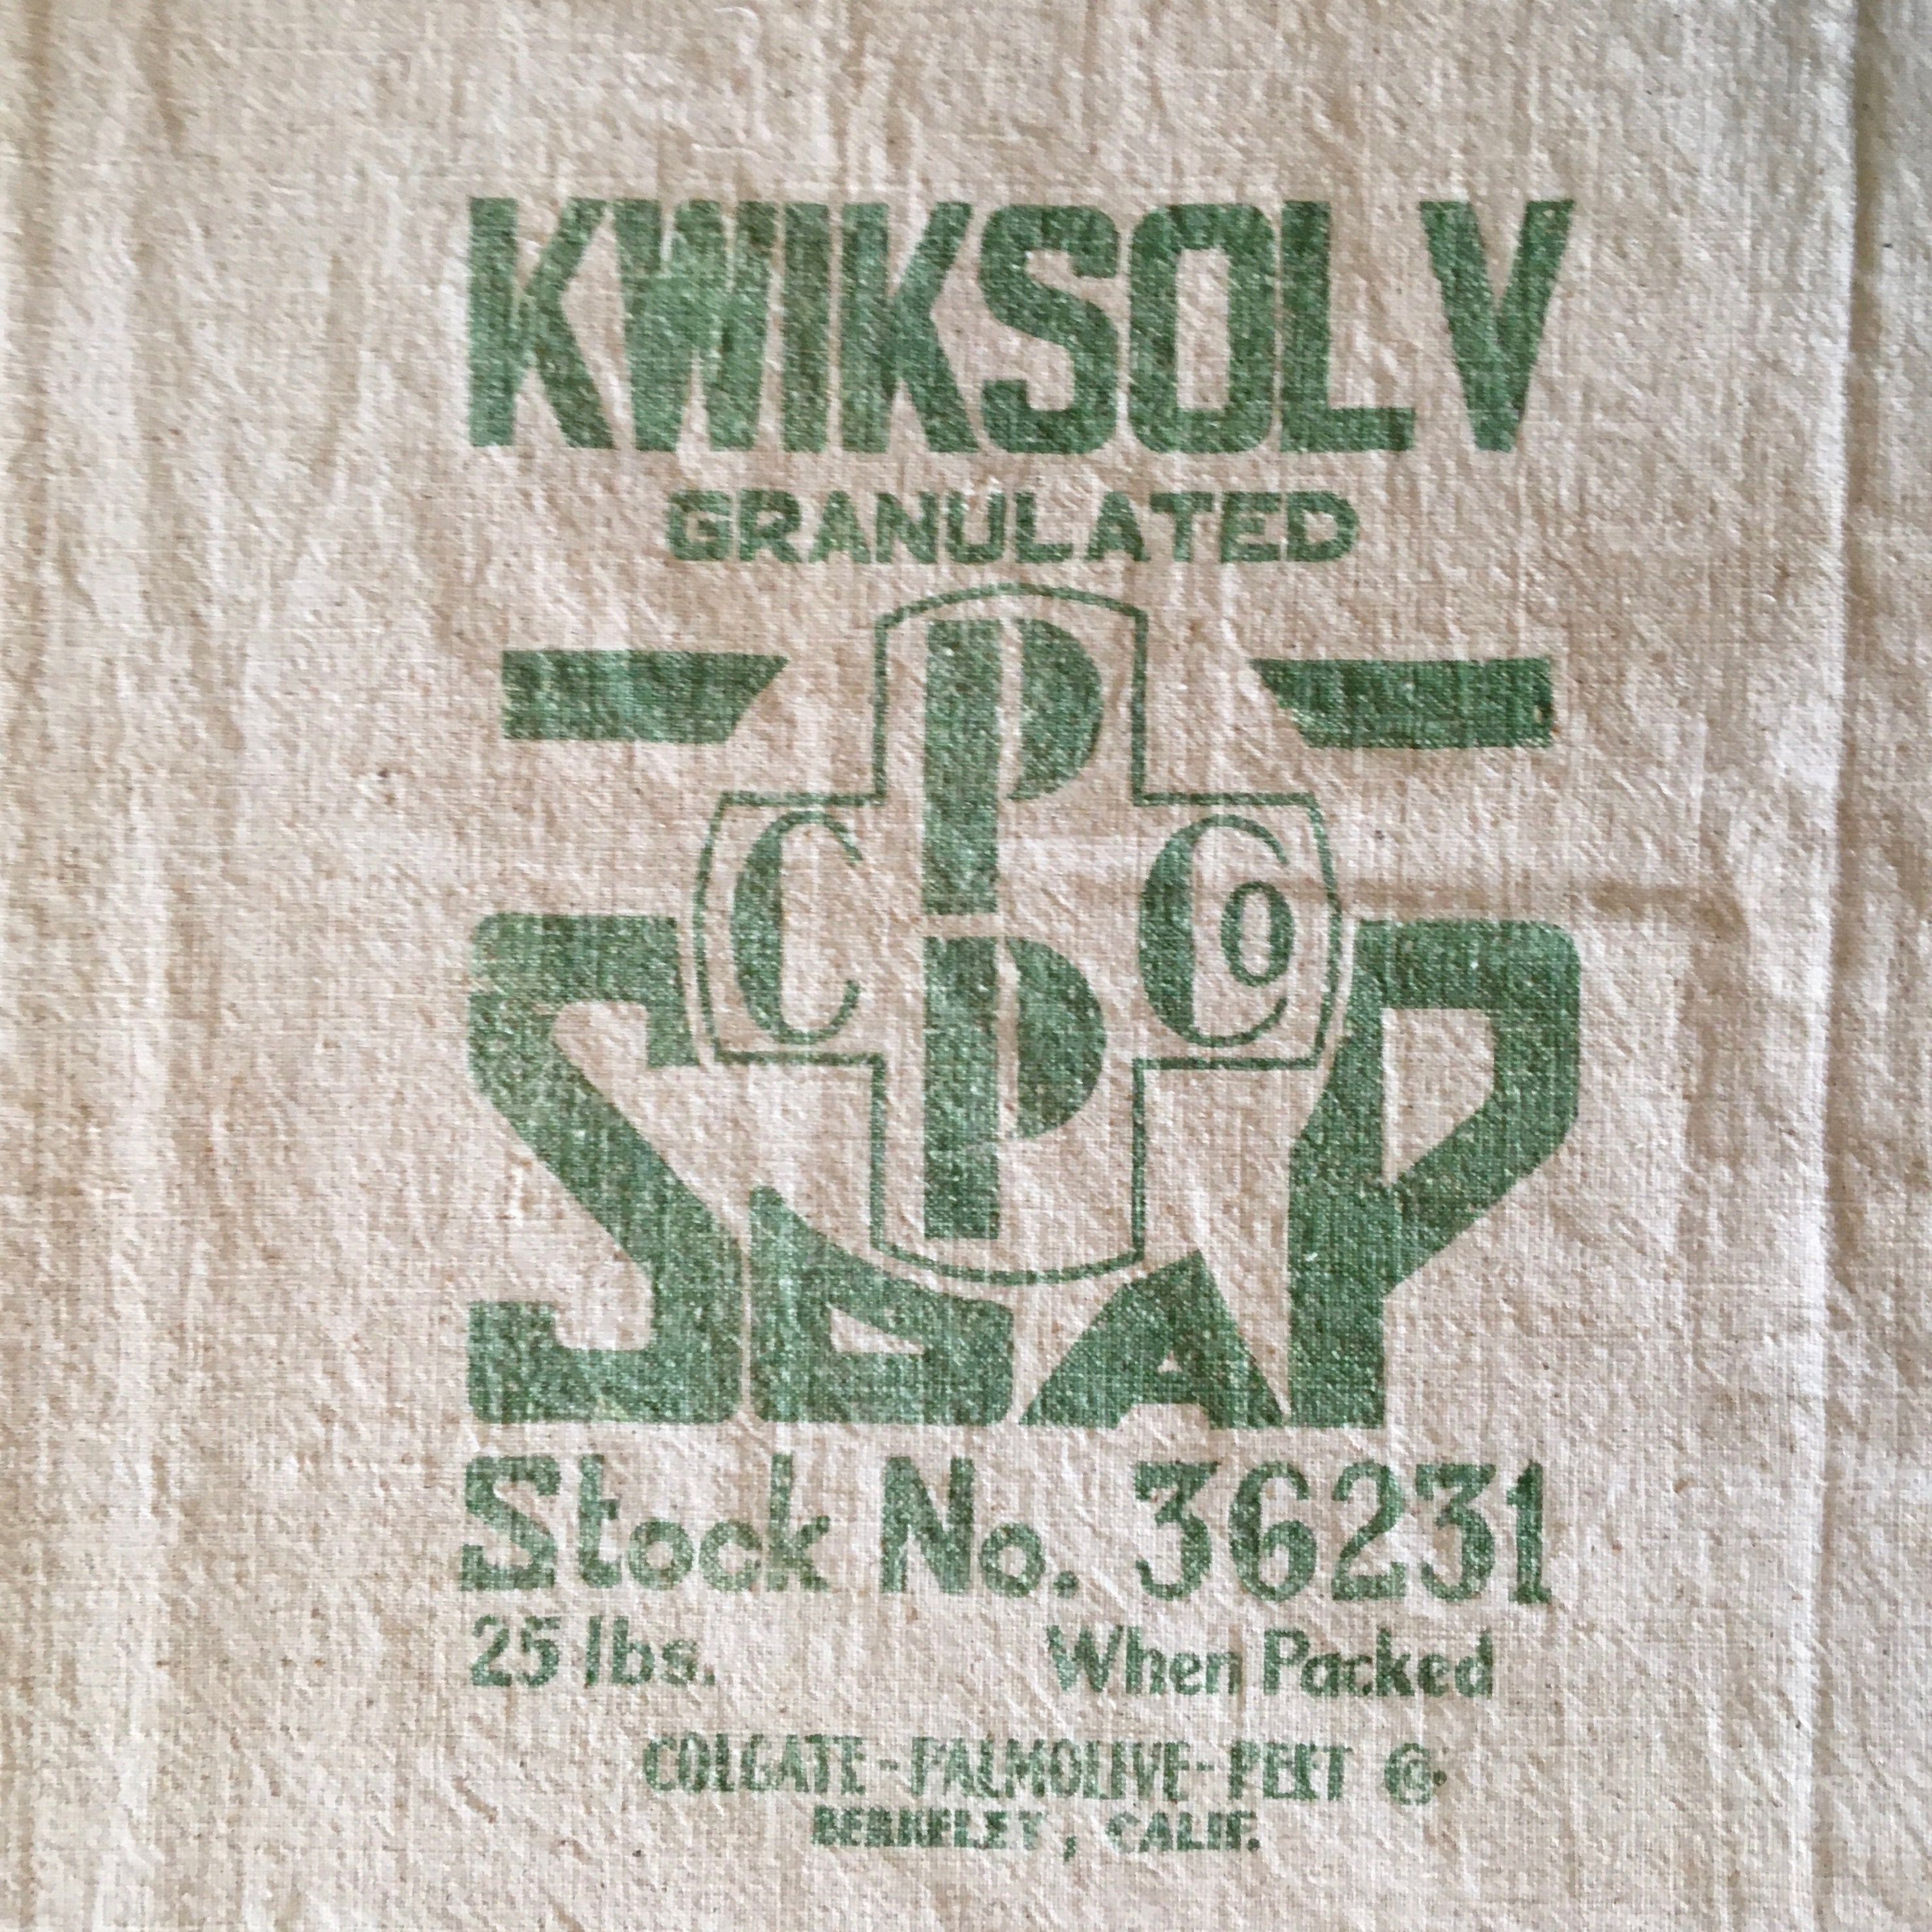 KWIKSOLV
GRANULATED
P
C P Co
SOAP
Stock No. 36231
25 lbs. When Packed
COLGATE-PALMOLIVE-PEET Co.
BERKELEY, CALIF.